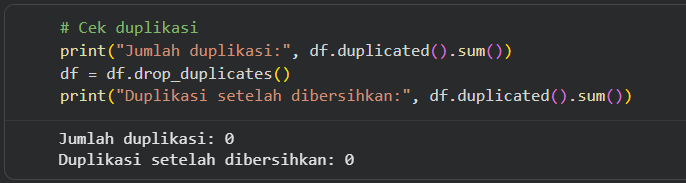 # Cek duplikasi
print("Jumlah duplikasi:", df.duplicated().sum())
df = df.drop_duplicates()
print("Duplikasi setelah dibersihkan:", df.duplicated().sum())
Jumlah duplikasi: 0
Duplikasi setelah dibersihkan: 0